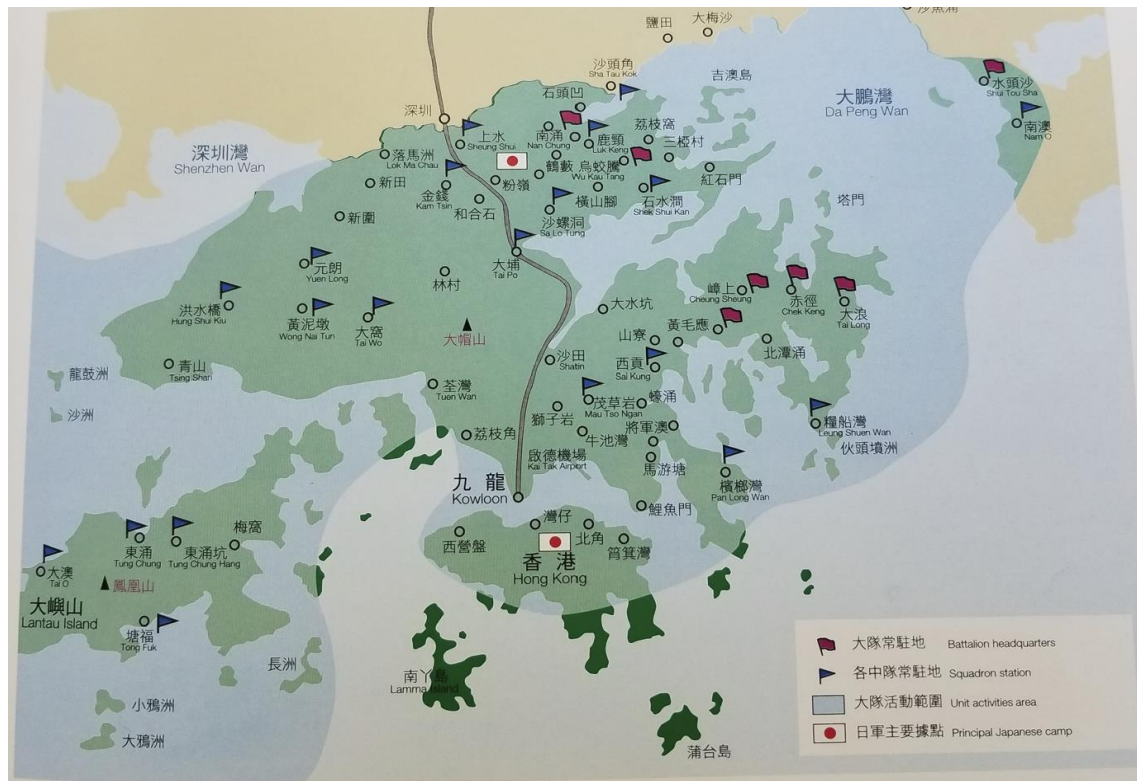 鹽田
大梅沙
沙頭角
Sha Tau Kok
吉澳島
大鵬灣
Da Peng Wan
水頭沙
Shui Tou Sha
南澳
Nam O
深圳
石頭凹
深圳灣
Shenzhen Wan
落馬洲
Lok Ma Chau
上水
Sheung Shui
南涌
Nan Chung
鹿頸
Luk Keng
荔枝窩
三椏村
新田
金錢
Kam Tsin
粉嶺
鶴藪
烏蛟騰
Wu Kau Tang
紅石門
和合石
橫山腳
石水澗
Shek Shui Kan
塔門
新圍
沙螺洞
Sa Lo Tung
元朗
Yuen Long
林村
大埔
Tai Po
洪水橋
Hung Shui Kiu
黃泥墩
Wong Nai Tun
大窩
Tai Wo
大帽山
大水坑
嶂上
Cheung Sheung
赤徑
Chek Keng
大浪
Tai Long
山寮
黃毛應
北潭涌
青山
Tsing Shan
龍鼓洲
沙洲
荃灣
Tuen Wan
沙田
Shatin
西貢
Sai Kung
獅子岩
茂草岩
Mau Tso Ngan
蠔涌
糧船灣
Leung Shuen Wan
荔枝角
牛池灣
將軍澳
伙頭墳洲
啟德機場
Kai Tak Airport
馬游塘
檳榔灣
Pan Long Wan
九龍
Kowloon
鯉魚門
西營盤
灣仔
北角
筲箕灣
香港
Hong Kong
東涌
Tung Chung
東涌坑
Tung Chung Hang
梅窩
大澳
Tai O
鳳凰山
大嶼山
Lantau Island
塘福
Tong Fuk
長洲
南丫島
Lamma Island
小鴉洲
大鴉洲
蒲台島
大隊常駐地 Battalion headquarters
各中隊常駐地 Squadron station
大隊活動範圍 Unit activities area
日軍主要據點 Principal Japanese camp